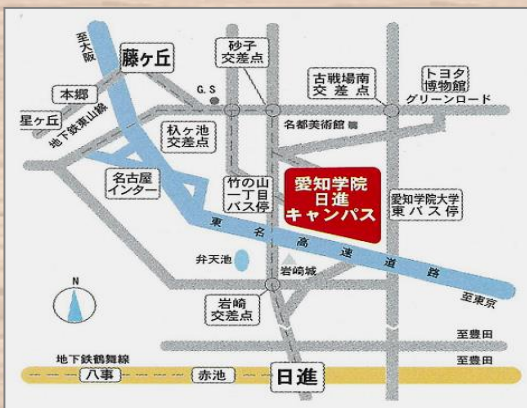 至大阪
藤ヶ丘
砂子
交差点
古戦場南
交差点
トヨタ
博物館
グリーンロード
本郷
星ヶ丘
地下鉄東山線
G.S
杁ヶ池
交差点
名都美術館
名古屋
インター
竹の山
一丁目
バス停
愛知学院
日進
キャンパス
愛知学院大学
東バス停
東名高速道路
弁天池
岩崎城
N
岩崎
交差点
至東京
至豊田
至豊田
地下鉄鶴舞線
八事
赤池
日進